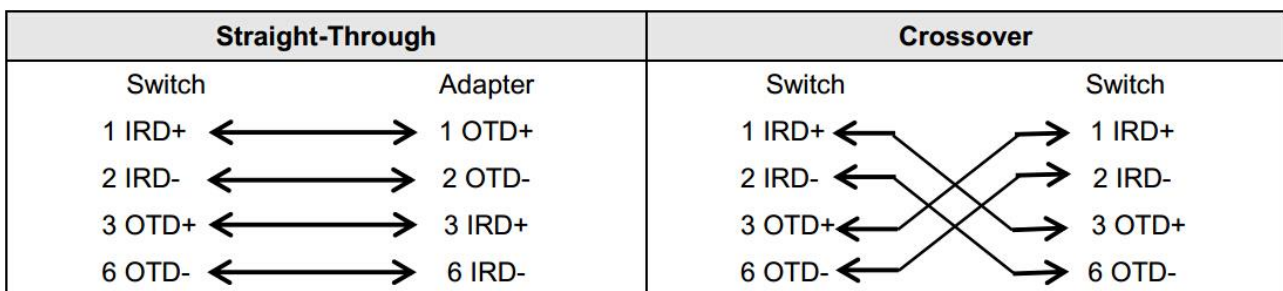 Straight-Through Crossover
Switch Adapter Switch Switch
1 IRD+ 1 OTD+ 1 IRD+ 1 IRD+
2 IRD- 2 OTD- 2 IRD- 2 IRD-
3 OTD+ 3 IRD+ 3 OTD+ 3 OTD+
6 OTD- 6 IRD- 6 OTD- 6 OTD-